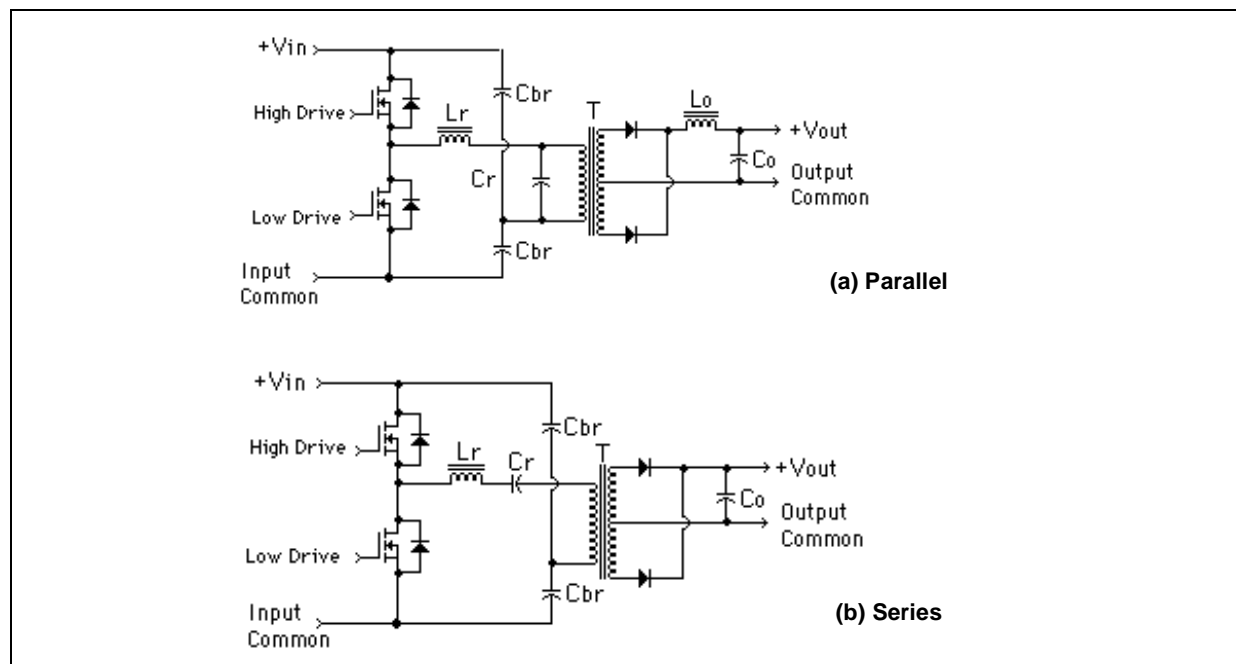 +Vin
Cbr
High Drive
Lr
T
Lo
+Vout
Cr
Co
Output
Common
Low Drive
Cbr
Input
Common
(a) Parallel
+Vin
Cbr
High Drive
Lr
Cr
T
+Vout
Co
Output
Common
Low Drive
Cbr
Input
Common
(b) Series